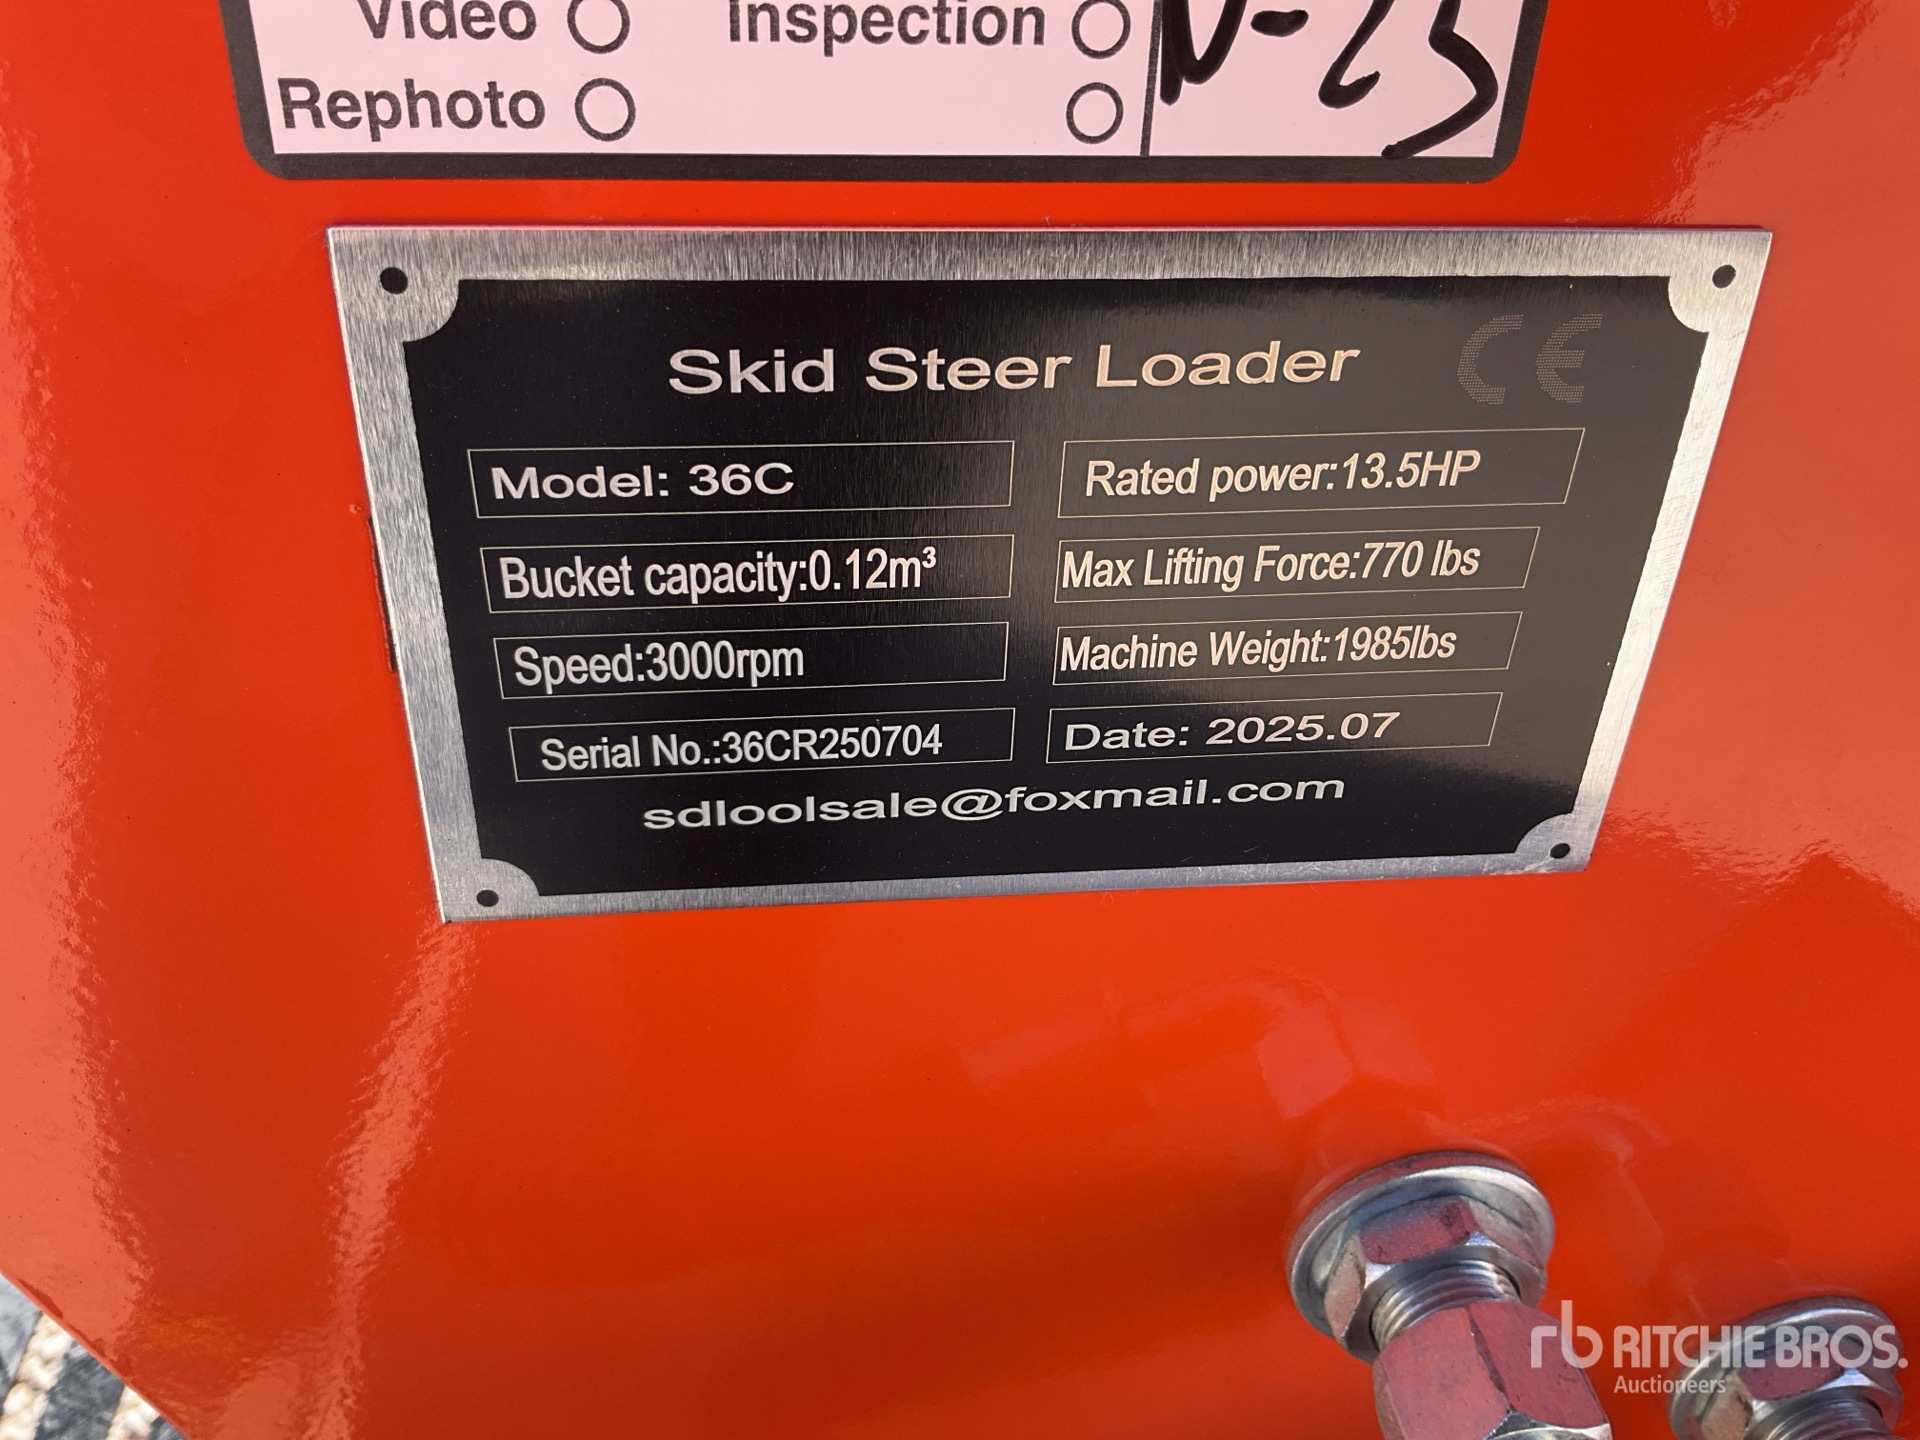 Video Inspection
Rephoto
Skid Steer Loader CE
Model: 36C
Rated power:13.5HP
Bucket capacity:0.12m³
Max Lifting Force:770 lbs
Speed:3000rpm
Machine Weight:1985lbs
Serial No.:36CR250704
Date: 2025.07
sdloolsale@foxmail.com
rb RITCHIE BROS.
Auctioneers